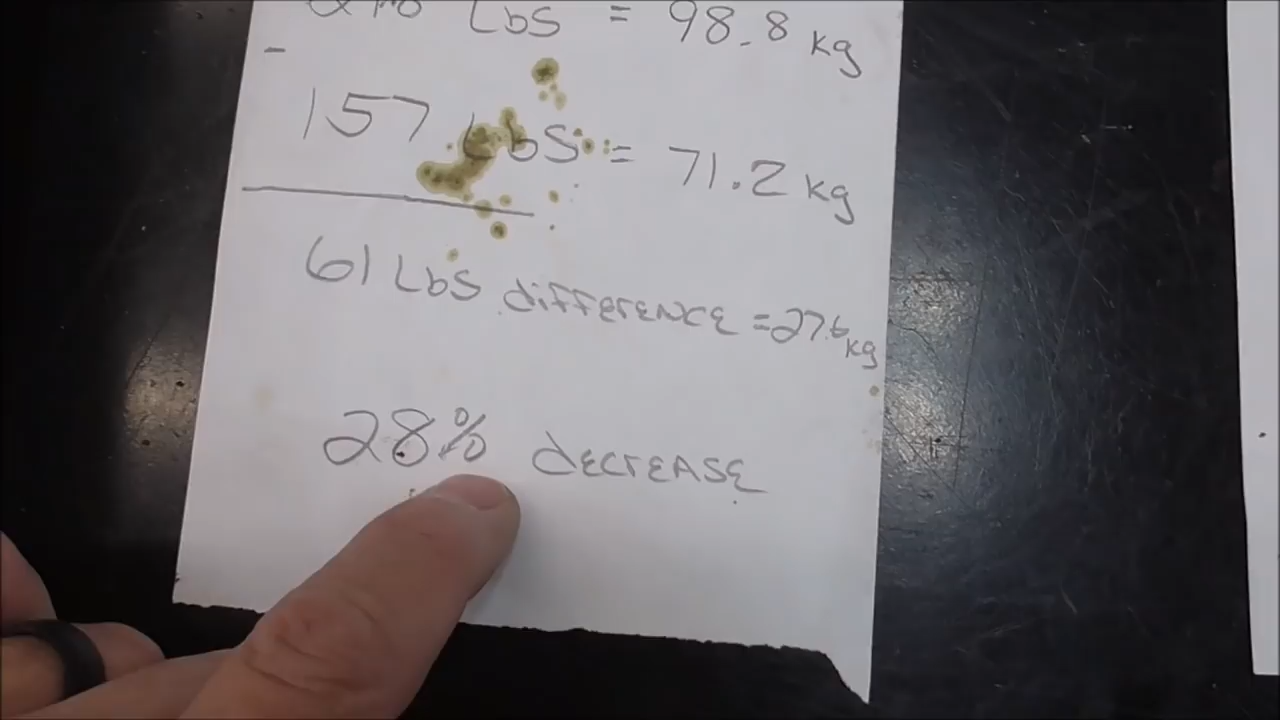 Lbs = 98.8 kg
-
157 Lbs = 71.2 kg
61 Lbs difference = 27.6 kg
28% decrease